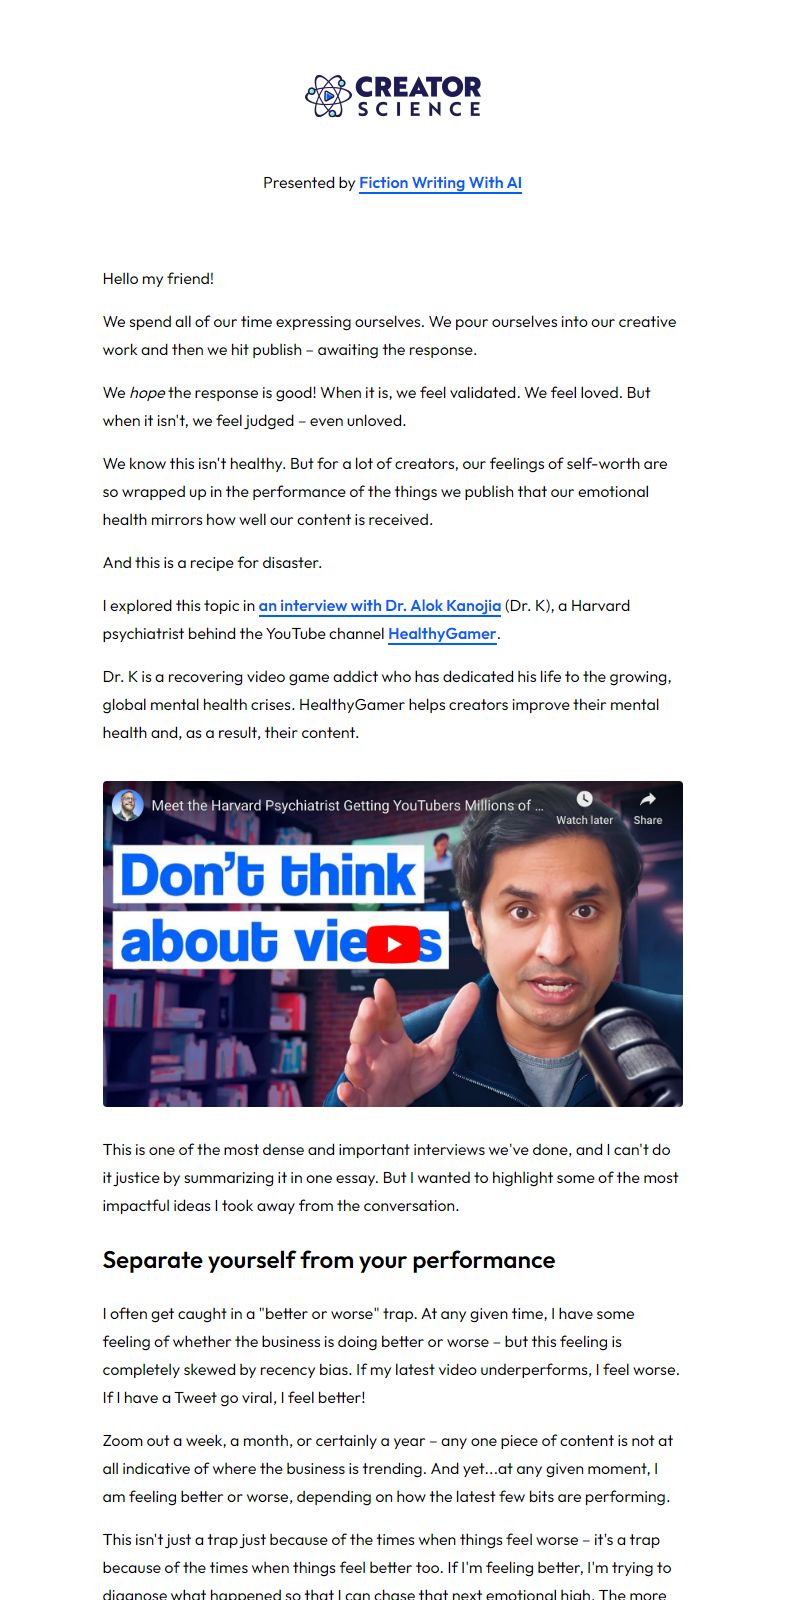 CREATOR
SCIENCE
Presented by Fiction Writing With AI
Hello my friend!
We spend all of our time expressing ourselves. We pour ourselves into our creative
work and then we hit publish – awaiting the response.
We hope the response is good! When it is, we feel validated. We feel loved. But
when it isn't, we feel judged – even unloved.
We know this isn't healthy. But for a lot of creators, our feelings of self-worth are
so wrapped up in the performance of the things we publish that our emotional
health mirrors how well our content is received.
And this is a recipe for disaster.
I explored this topic in an interview with Dr. Alok Kanojia (Dr. K), a Harvard
psychiatrist behind the YouTube channel HealthyGamer.
Dr. K is a recovering video game addict who has dedicated his life to the growing,
global mental health crises. HealthyGamer helps creators improve their mental
health and, as a result, their content.
Meet the Harvard Psychiatrist Getting YouTubers Millions of ...
Watch later
Share
Don't think
about views
This is one of the most dense and important interviews we've done, and I can't do
it justice by summarizing it in one essay. But I wanted to highlight some of the most
impactful ideas I took away from the conversation.
Separate yourself from your performance
I often get caught in a "better or worse" trap. At any given time, I have some
feeling of whether the business is doing better or worse – but this feeling is
completely skewed by recency bias. If my latest video underperforms, I feel worse.
If I have a Tweet go viral, I feel better!
Zoom out a week, a month, or certainly a year – any one piece of content is not at
all indicative of where the business is trending. And yet...at any given moment, I
am feeling better or worse, depending on how the latest few bits are performing.
This isn't just a trap just because of the times when things feel worse – it's a trap
because of the times when things feel better too. If I'm feeling better, I'm trying to
diagnose what happened so that I can chase that next emotional high. The more